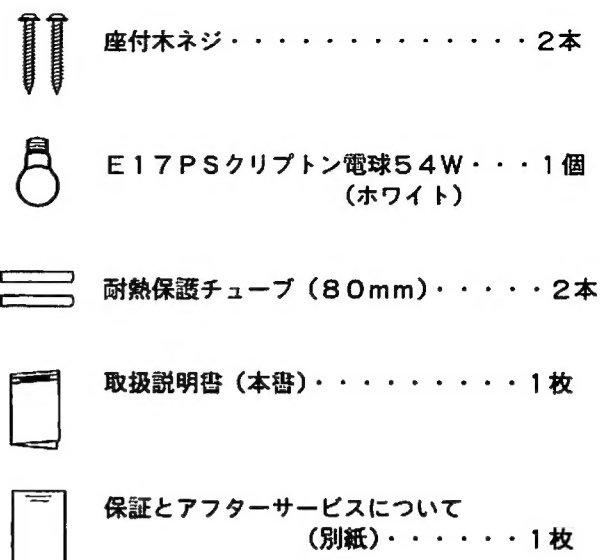 座付木ネジ・・・・・・・・・・・・・2本
E17PSクリプトン電球54W・・・1個
(ホワイト)
耐熱保護チューブ(80mm)・・・・・2本
取扱説明書(本書)・・・・・・・・・1枚
保証とアフターサービスについて
(別紙)・・・・・・1枚